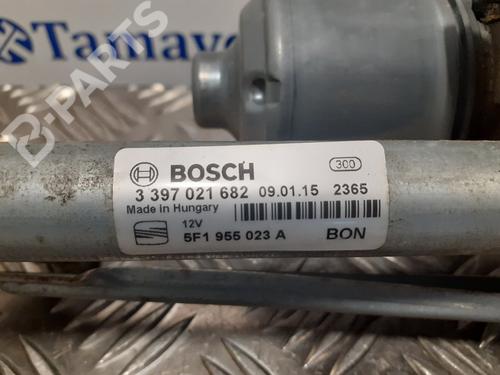 Tamave
B-PARTS
BOSCH 300
3 397 021 682 09.01.15 2365
Made in Hungary
12V
5F1 955 023 A BON